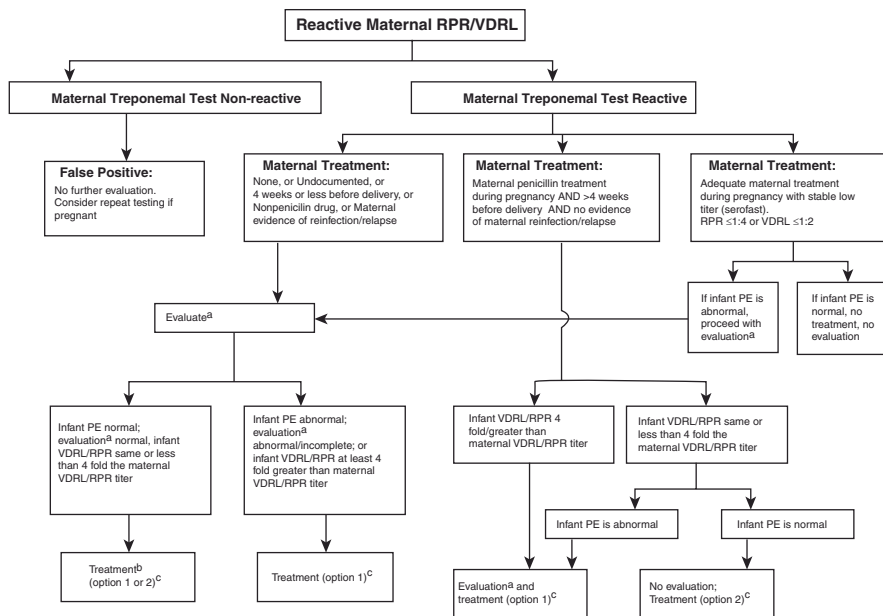 Reactive Maternal RPR/VDRL
Maternal Treponemal Test Non-reactive
Maternal Treponemal Test Reactive
False Positive:
No further evaluation.
Consider repeat testing if
pregnant
Maternal Treatment:
None, or Undocumented, or
4 weeks or less before delivery, or
Nonpenicilin drug, or Maternal
evidence of reinfection/relapse
Maternal Treatment:
Maternal penicillin treatment
during pregnancy AND >4 weeks
before delivery AND no evidence
of maternal reinfection/relapse
Maternal Treatment:
Adequate maternal treatment
during pregnancy with stable low
titer (serofast).
RPR ≤1:4 or VDRL ≤1:2
Evaluateᵃ
If infant PE is
abnormal,
proceed with
evaluationᵃ
If infant PE is
normal, no
treatment, no
evaluation
Infant PE normal;
evaluationᵃ normal, infant
VDRL/RPR same or less
than 4 fold the maternal
VDRL/RPR titer
Infant PE abnormal;
evaluationᵃ
abnormal/incomplete; or
infant VDRL/RPR at least 4
fold greater than maternal
VDRL/RPR titer
Infant VDRL/RPR 4
fold/greater than
maternal VDRL/RPR titer
Infant VDRL/RPR same or
less than 4 fold the
maternal VDRL/RPR titer
Infant PE is abnormal
Infant PE is normal
Treatmentᵇ
(option 1 or 2)ᶜ
Treatment (option 1)ᶜ
Evaluationᵃ and
treatment (option 1)ᶜ
No evaluation;
Treatment (option 2)ᶜ